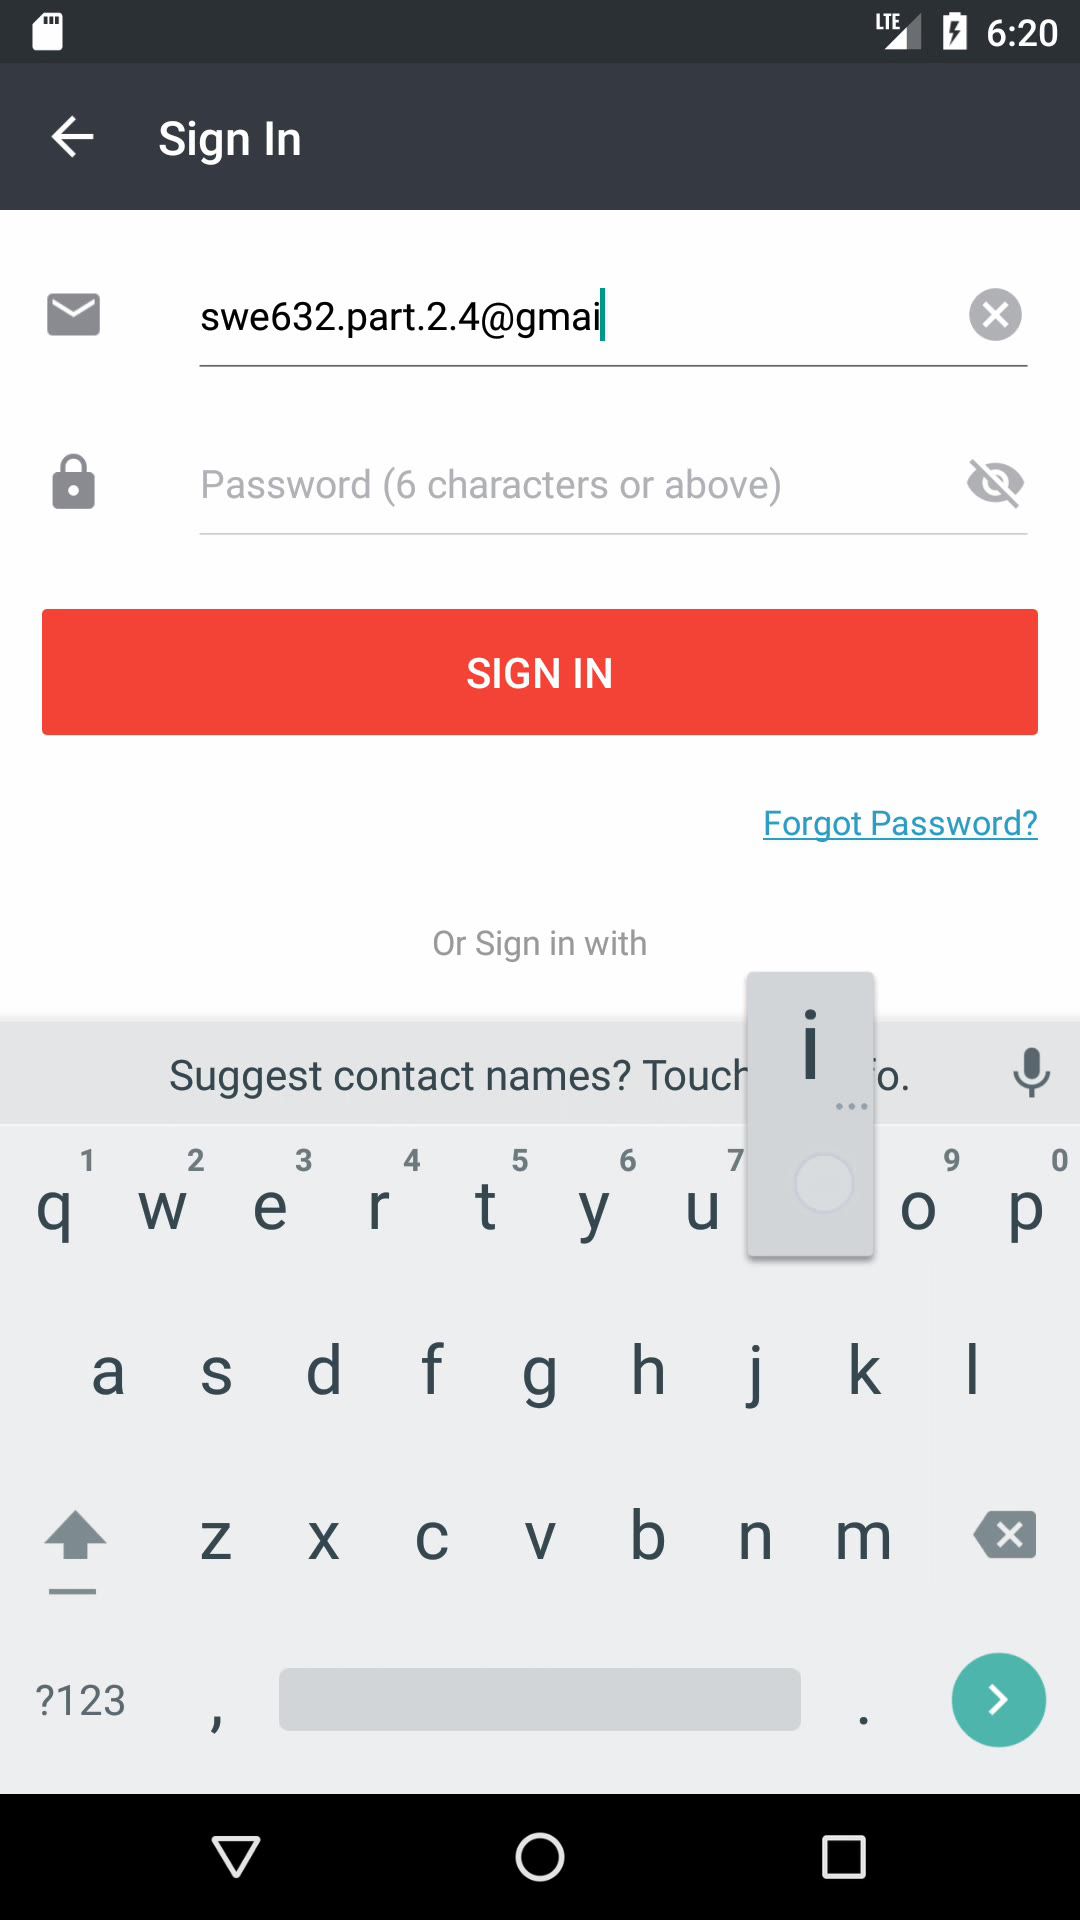 LTE 6:20
Sign In
swe632.part.2.4@gmai
Password (6 characters or above)
SIGN IN
Forgot Password?
Or Sign in with
i
...
Suggest contact names? Touch o.
1 2 3 4 5 6 7 9 0
q w e r t y u o p
a s d f g h j k l
z x c v b n m
?123 , .